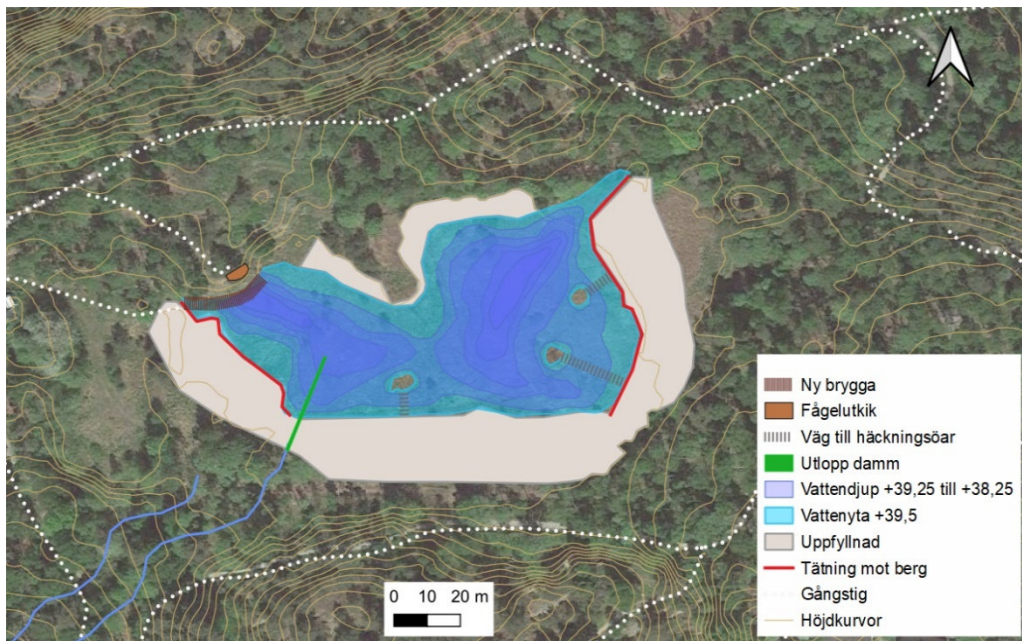 Ny brygga
Fågelutkik
Väg till häckningsöar
Utlopp damm
Vattendjup +39,25 till +38,25
Vattenyta +39,5
Uppfyllnad
Tätning mot berg
Gångstig
Höjdkurvor
0 10 20 m